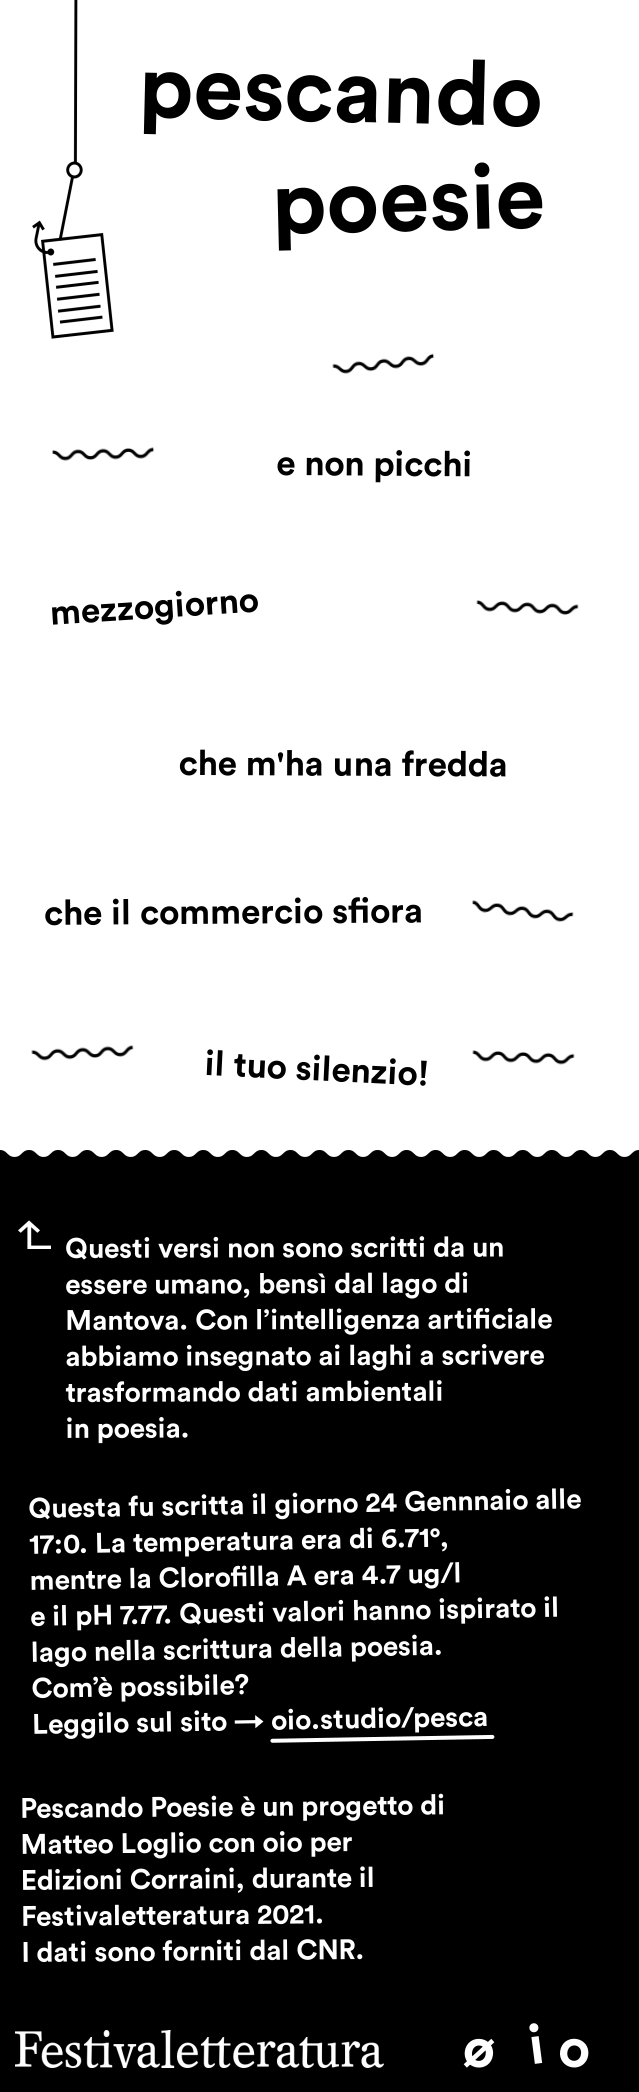 pescando
poesie
e non picchi
mezzogiorno
che m'ha una fredda
che il commercio sfiora
il tuo silenzio!
Questi versi non sono scritti da un
essere umano, bensì dal lago di
Mantova. Con l’intelligenza artificiale
abbiamo insegnato ai laghi a scrivere
trasformando dati ambientali
in poesia.
Questa fu scritta il giorno 24 Gennnaio alle
17:0. La temperatura era di 6.71°,
mentre la Clorofilla A era 4.7 ug/l
e il pH 7.77. Questi valori hanno ispirato il
lago nella scrittura della poesia.
Com’è possibile?
Leggilo sul sito → oio.studio/pesca
Pescando Poesie è un progetto di
Matteo Loglio con oio per
Edizioni Corraini, durante il
Festivaletteratura 2021.
I dati sono forniti dal CNR.
Festivaletteratura ø i o